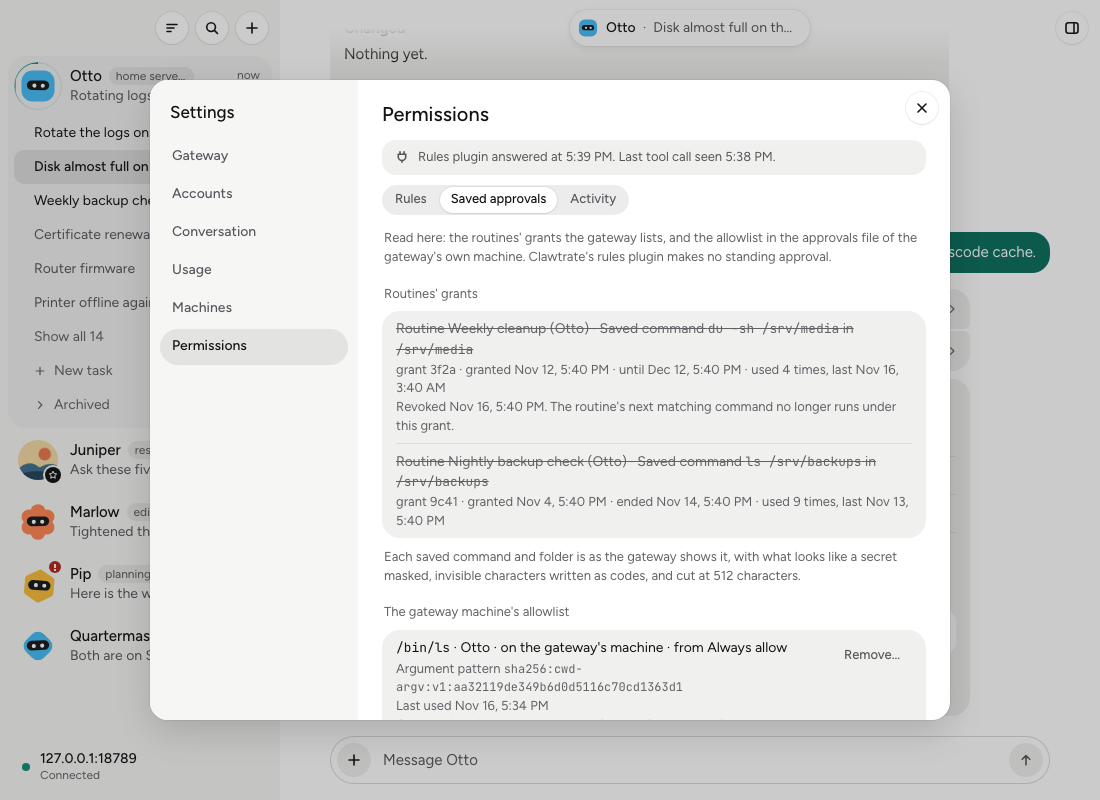 Changed
Nothing yet.
Otto · Disk almost full on th...
Otto home serve... now
Rotating logs
Rotate the logs on
Disk almost full on
Weekly backup che
Certificate renewa
Router firmware
Printer offline agai
Show all 14
New task
Archived
Juniper res
Ask these fiv
Marlow edi
Tightened th
Pip planning
Here is the w
Quartermas
Both are on S
127.0.0.1:18789
Connected
scode cache.
Message Otto
Settings
Gateway
Accounts
Conversation
Usage
Machines
Permissions
Permissions
Rules plugin answered at 5:39 PM. Last tool call seen 5:38 PM.
Rules Saved approvals Activity
Read here: the routines' grants the gateway lists, and the allowlist in the approvals file of the
gateway's own machine. Clawtrate's rules plugin makes no standing approval.
Routines' grants
Routine Weekly cleanup (Otto) · Saved command du -sh /srv/media in
/srv/media
grant 3f2a · granted Nov 12, 5:40 PM · until Dec 12, 5:40 PM · used 4 times, last Nov 16,
3:40 AM
Revoked Nov 16, 5:40 PM. The routine's next matching command no longer runs under
this grant.
Routine Nightly backup check (Otto) · Saved command ls /srv/backups in
/srv/backups
grant 9c41 · granted Nov 4, 5:40 PM · ended Nov 14, 5:40 PM · used 9 times, last Nov 13,
5:40 PM
Each saved command and folder is as the gateway shows it, with what looks like a secret
masked, invisible characters written as codes, and cut at 512 characters.
The gateway machine's allowlist
/bin/ls · Otto · on the gateway's machine · from Always allow
Remove...
Argument pattern sha256:cwd-
argv:v1:aa32119de349b6d0d5116c70cd1363d1
Last used Nov 16, 5:34 PM